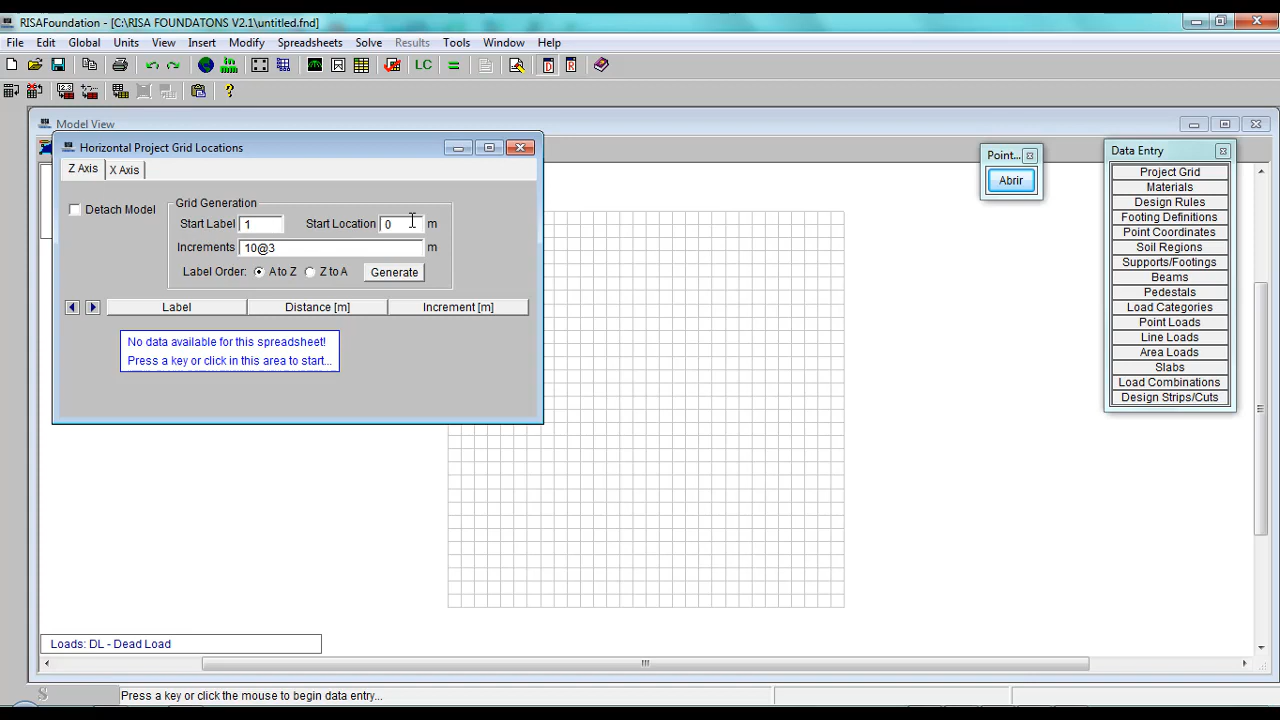 RISAFoundation - [C:\RISA FOUNDATONS V2.1\untitled.fnd]
File Edit Global Units View Insert Modify Spreadsheets Solve Results Tools Window Help
LC D R
Model View
Horizontal Project Grid Locations
Z Axis X Axis
Detach Model
Grid Generation
Start Label 1 Start Location 0 m
Increments 10@3 m
Label Order: A to Z Z to A Generate
Label Distance [m] Increment [m]
No data available for this spreadsheet!
Press a key or click in this area to start...
Point...
Abrir
Data Entry
Project Grid
Materials
Design Rules
Footing Definitions
Point Coordinates
Soil Regions
Supports/Footings
Beams
Pedestals
Load Categories
Point Loads
Line Loads
Area Loads
Slabs
Load Combinations
Design Strips/Cuts
Loads: DL - Dead Load
S Press a key or click the mouse to begin data entry...